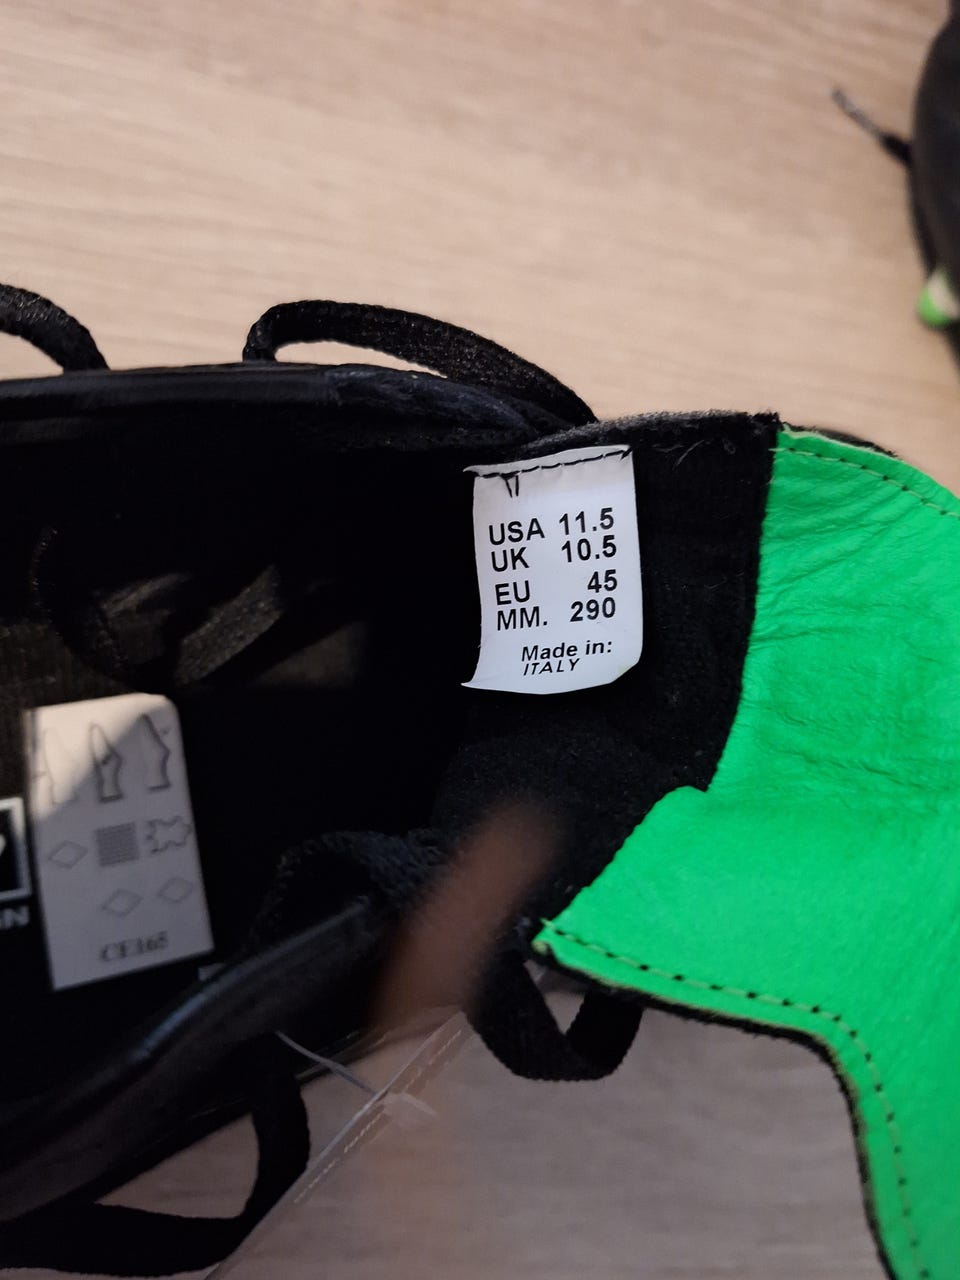 USA 11.5
UK 10.5
EU 45
MM. 290
Made in:
ITALY
CE165